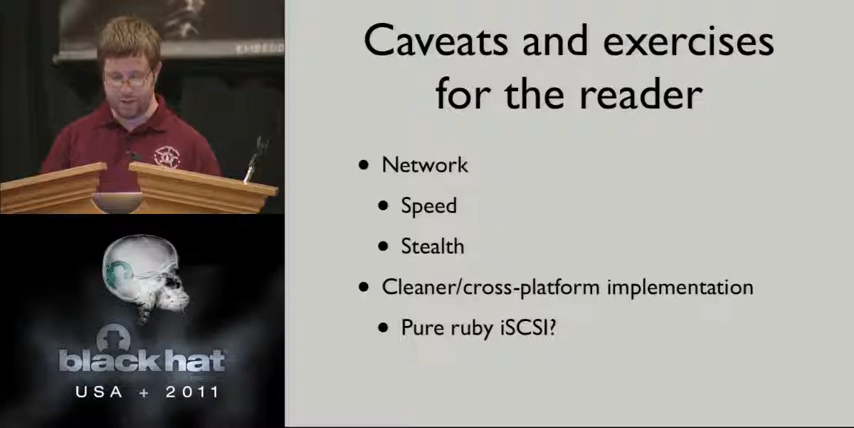 Caveats and exercises
for the reader
• Network
• Speed
• Stealth
• Cleaner/cross-platform implementation
• Pure ruby iSCSI?
black hat
USA + 2011